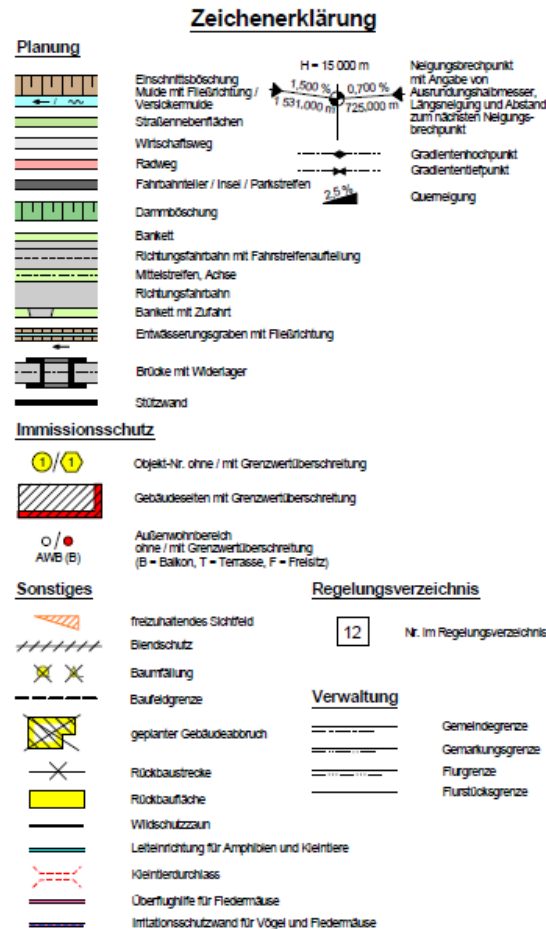 Zeichenerklärung
Planung
Einschnittsböschung
Mulde mit Fließrichtung /
Versickermulde
Straßennebenflächen
Wirtschaftsweg
Radweg
Fahrbahnteiler / Insel / Parkstreifen
Dammböschung
Bankett
Richtungsfahrbahn mit Fahrstreifenaufteilung
Mittelstreifen, Achse
Richtungsfahrbahn
Bankett mit Zufahrt
Entwässerungsgraben mit Fließrichtung
Brücke mit Widerlager
Stützwand
H = 15 000 m
1,500 % 0,700 %
1 531,000 m 725,000 m
Neigungsbrechpunkt
mit Angabe von
Ausrundungshalbmesser,
Längsneigung und Abstand
zum nächsten Neigungs-
brechpunkt
Gradientenhochpunkt
Gradiententiefpunkt
2,5 %
Querneigung
Immissionsschutz
1 / 1
Objekt-Nr. ohne / mit Grenzwertüberschreitung
Gebäudeseiten mit Grenzwertüberschreitung
AWB (B)
Außenwohnbereich
ohne / mit Grenzwertüberschreitung
(B = Balkon, T = Terrasse, F = Freisitz)
Sonstiges
freizuhaltendes Sichtfeld
Blendschutz
Baumfällung
Baufeldgrenze
geplanter Gebäudeabbruch
Rückbaustrecke
Rückbaufläche
Wildschutzzaun
Leiteinrichtung für Amphibien und Kleintiere
Kleintierdurchlass
Überflughilfe für Fledermäuse
Irritationsschutzwand für Vögel und Fledermäuse
Regelungsverzeichnis
12
Nr. im Regelungsverzeichnis
Verwaltung
Gemeindegrenze
Gemarkungsgrenze
Flurgrenze
Flurstücksgrenze